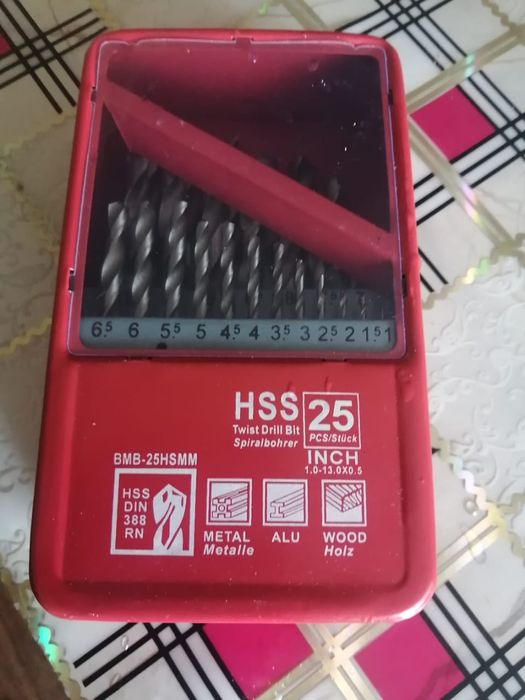 6.5 6 5.5 5 4.5 4 3.5 3 2.5 2 1.5 1
HSS 25
Twist Drill Bit
Spiralbohrer
PCS/Stück
INCH
1.0-13.0X0.5
BMB-25HSMM
HSS
DIN
388
RN
METAL
Metalle
ALU
WOOD
Holz